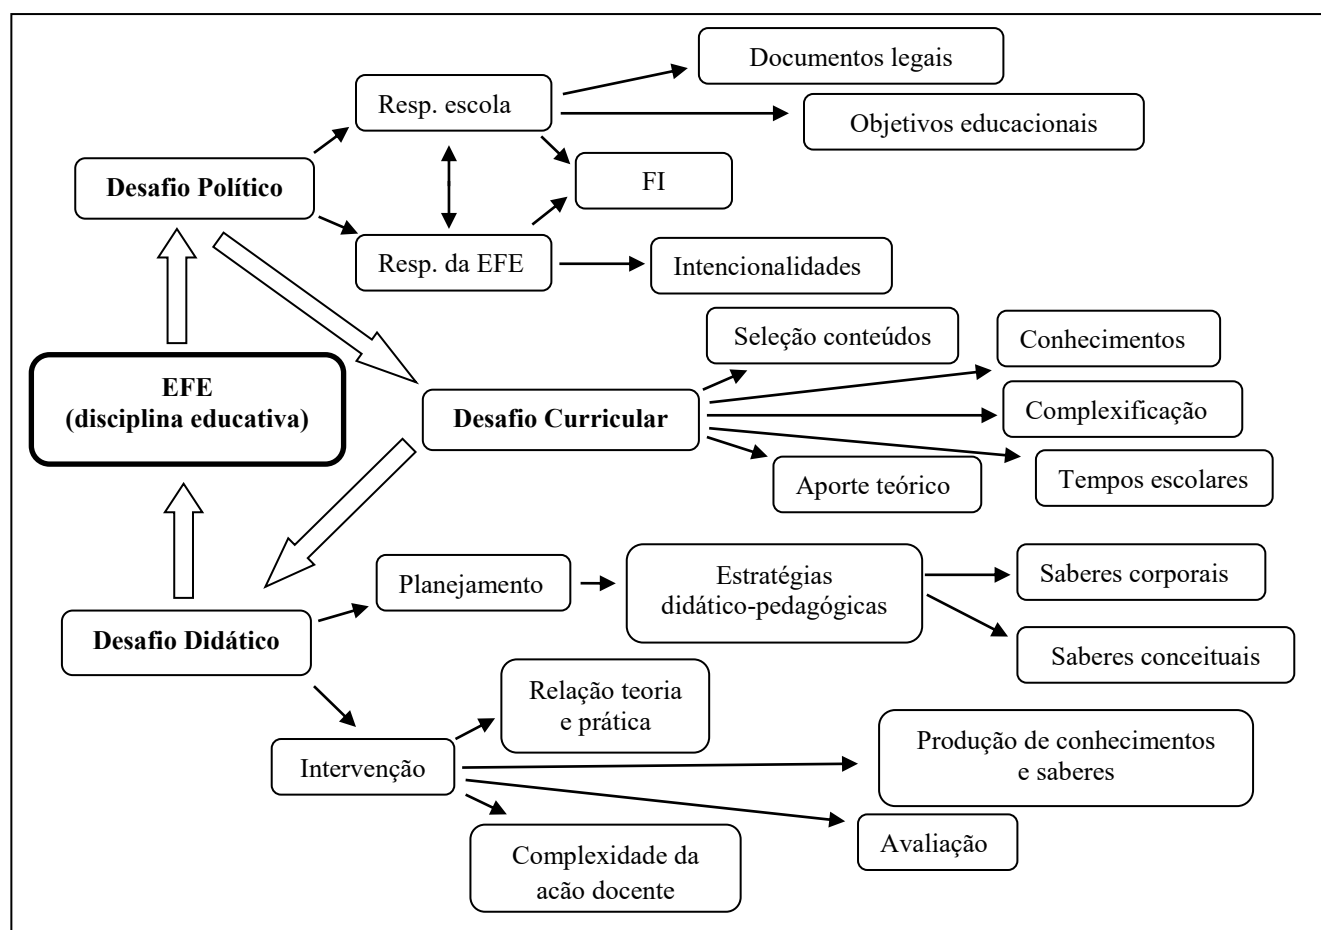 Documentos legais
Resp. escola
Objetivos educacionais
Desafio Político
FI
Resp. da EFE
Intencionalidades
Seleção conteúdos
Conhecimentos
EFE
(disciplina educativa)
Desafio Curricular
Complexificação
Aporte teórico
Tempos escolares
Planejamento
Estratégias
didático-pedagógicas
Saberes corporais
Desafio Didático
Saberes conceituais
Relação teoria
e prática
Intervenção
Produção de conhecimentos
e saberes
Avaliação
Complexidade da
acão docente